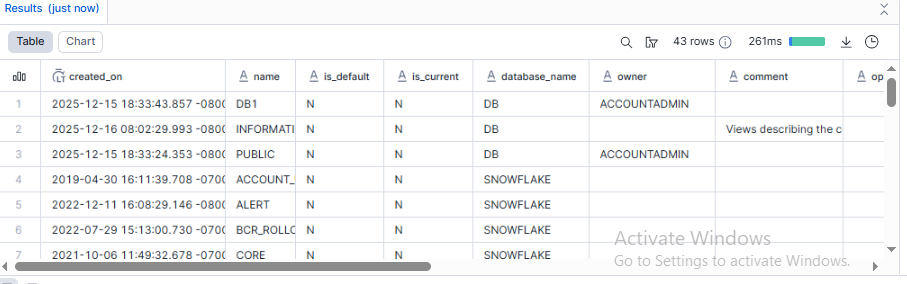 Results (just now)
Table Chart 43 rows 261ms
created_on name is_default is_current database_name owner comment op
1 2025-12-15 18:33:43.857 -0800 DB1 N N DB ACCOUNTADMIN
2 2025-12-16 08:02:29.993 -0800 INFORMATI N N DB Views describing the c
3 2025-12-15 18:33:24.353 -0800 PUBLIC N N DB ACCOUNTADMIN
4 2019-04-30 16:11:39.708 -0700 ACCOUNT_ N N SNOWFLAKE
5 2022-12-11 16:08:29.146 -0800 ALERT N N SNOWFLAKE
6 2022-07-29 15:13:00.730 -0700 BCR_ROLLO N N SNOWFLAKE
7 2021-10-06 11:49:32.678 -0700 CORE N N SNOWFLAKE
Activate Windows
Go to Settings to activate Windows.